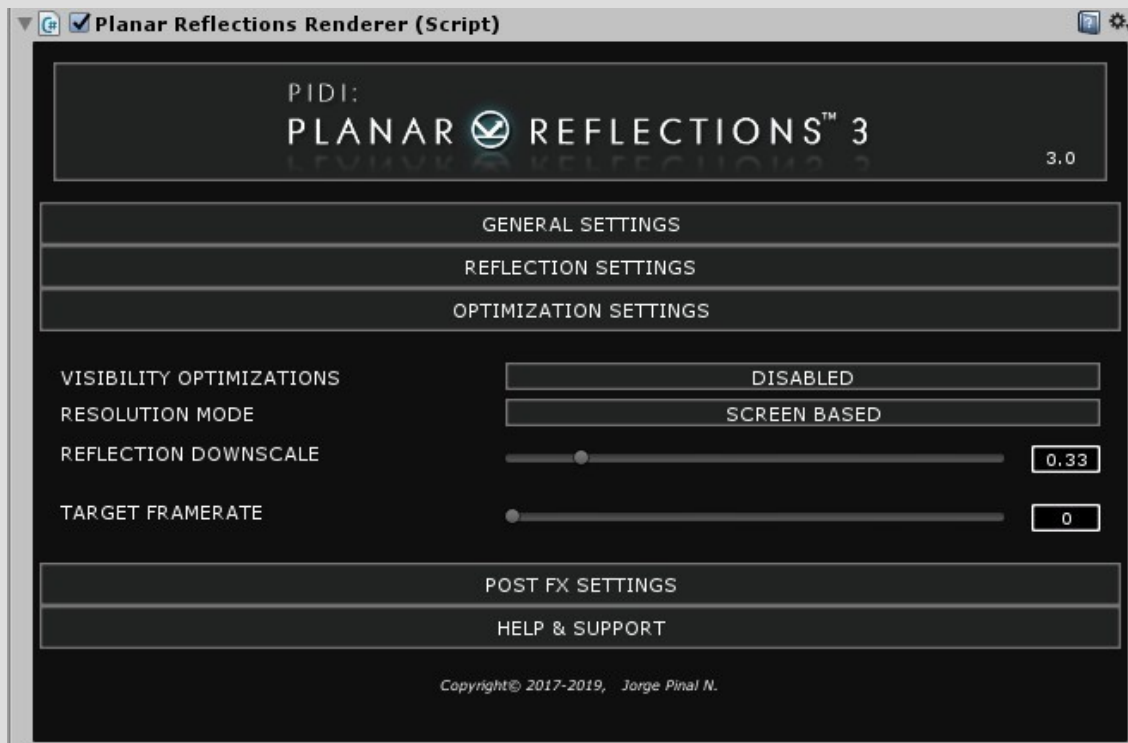 Planar Reflections Renderer (Script)
PIDI:
PLANAR REFLECTIONS™ 3
3.0
GENERAL SETTINGS
REFLECTION SETTINGS
OPTIMIZATION SETTINGS
VISIBILITY OPTIMIZATIONS DISABLED
RESOLUTION MODE SCREEN BASED
REFLECTION DOWNSCALE 0.33
TARGET FRAMERATE 0
POST FX SETTINGS
HELP & SUPPORT
Copyright© 2017-2019, Jorge Pinal N.